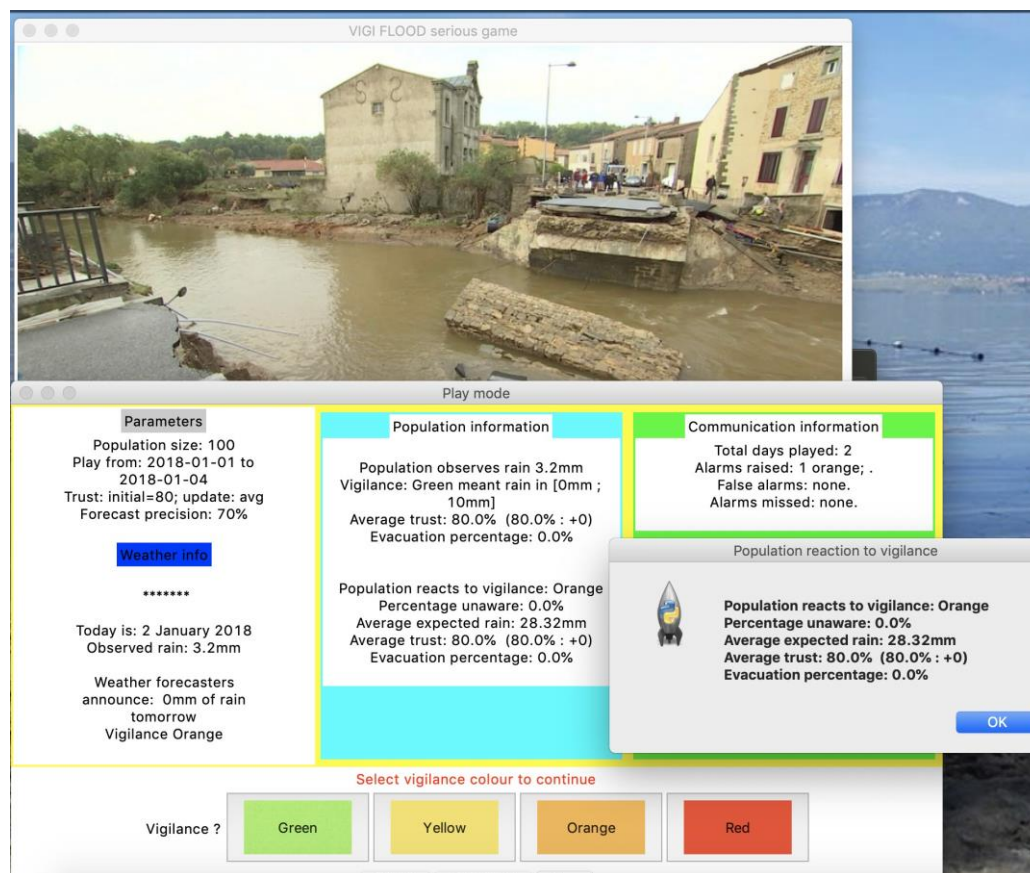 VIGI FLOOD serious game
Play mode
Parameters
Population size: 100
Play from: 2018-01-01 to
2018-01-04
Trust: initial=80; update: avg
Forecast precision: 70%
Weather info
*******
Today is: 2 January 2018
Observed rain: 3.2mm
Weather forecasters
announce:  0mm of rain
tomorrow
Vigilance Orange
Population information
Population observes rain 3.2mm
Vigilance: Green meant rain in [0mm ;
10mm]
Average trust: 80.0%  (80.0% : +0)
Evacuation percentage: 0.0%
Population reacts to vigilance: Orange
Percentage unaware: 0.0%
Average expected rain: 28.32mm
Average trust: 80.0%  (80.0% : +0)
Evacuation percentage: 0.0%
Communication information
Total days played: 2
Alarms raised: 1 orange; .
False alarms: none.
Alarms missed: none.
Population reaction to vigilance
Population reacts to vigilance: Orange
Percentage unaware: 0.0%
Average expected rain: 28.32mm
Average trust: 80.0%  (80.0% : +0)
Evacuation percentage: 0.0%
OK
Select vigilance colour to continue
Vigilance ?
Green
Yellow
Orange
Red